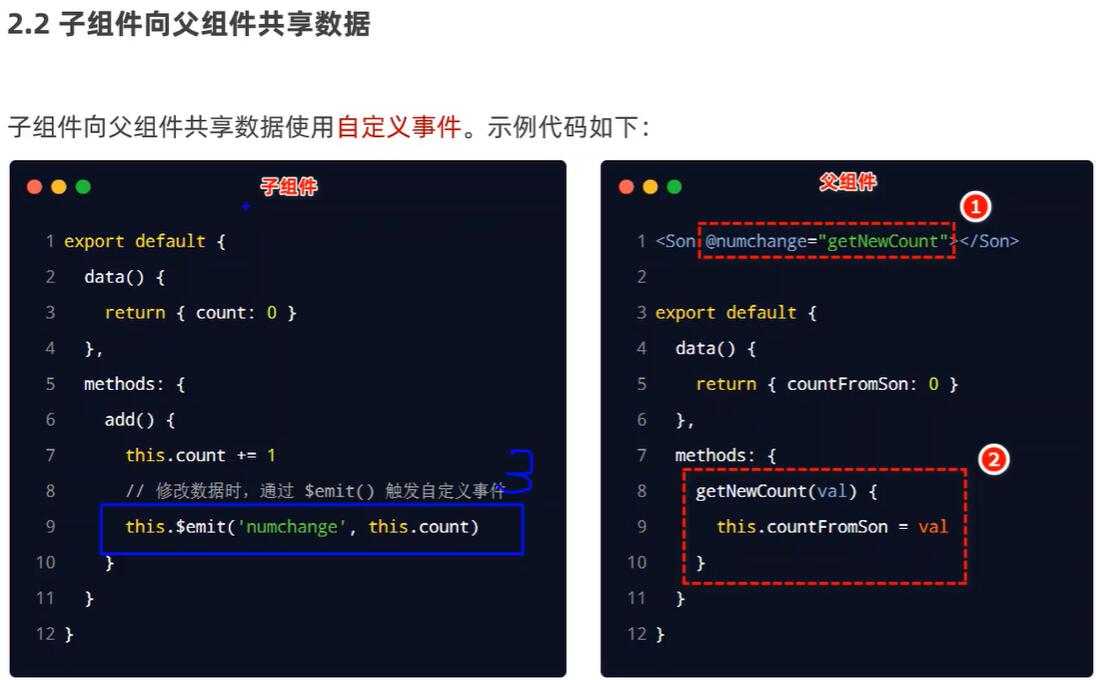 2.2 子组件向父组件共享数据
子组件向父组件共享数据使用自定义事件。示例代码如下：
子组件
1 export default {
2 data() {
3 return { count: 0 }
4 },
5 methods: {
6 add() {
7 this.count += 1
8 // 修改数据时，通过 $emit() 触发自定义事件
9 this.$emit('numchange', this.count)
10 }
11 }
12 }
3
父组件
1
1 <Son @numchange="getNewCount"></Son>
2
3 export default {
4 data() {
5 return { countFromSon: 0 }
6 },
7 methods: {
2
8 getNewCount(val) {
9 this.countFromSon = val
10 }
11 }
12 }